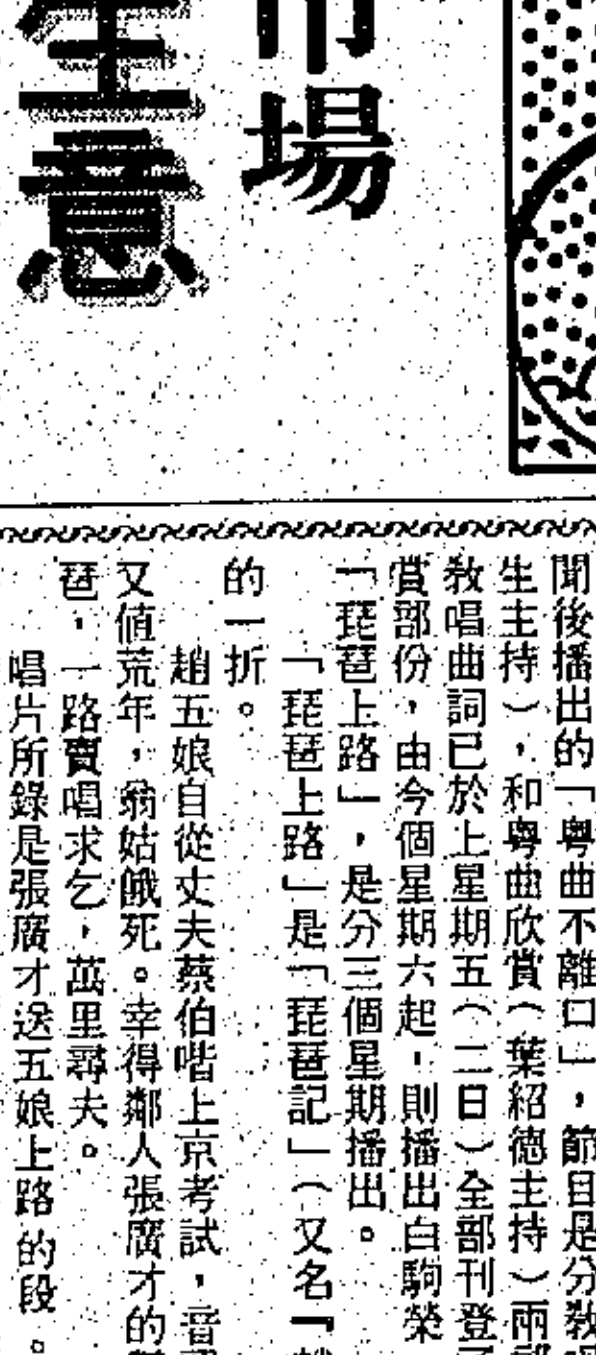 市場
生意
聞後播出的「粵曲不離口」，節目是分教唱
生主持），和粵曲欣賞（葉紹德主持）兩部
教唱曲詞已於上星期五（二日）全部刊登了
賞部份，由今個星期六起，則播出白駒榮
「琵琶上路」，是分三個星期播出。
「琵琶上路」是「琵琶記」（又名『
的一折。
趙五娘自從丈夫蔡伯喈上京考試，音
又值荒年，翁姑餓死。幸得鄰人張廣才的
琶，一路賣唱求乞，萬里尋夫。
唱片所錄是張廣才送五娘上路的段。